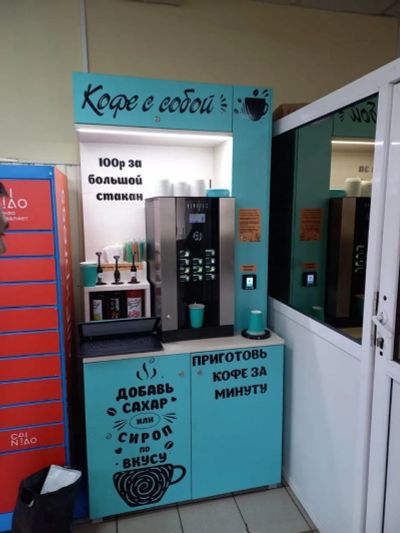 Кофе с собой
100р за
большой
стакан
ДОБАВЬ
САХАР
или
СИРОП
ПО
ВКУСУ
ПРИГОТОВЬ
КОФЕ ЗА
МИНУТУ